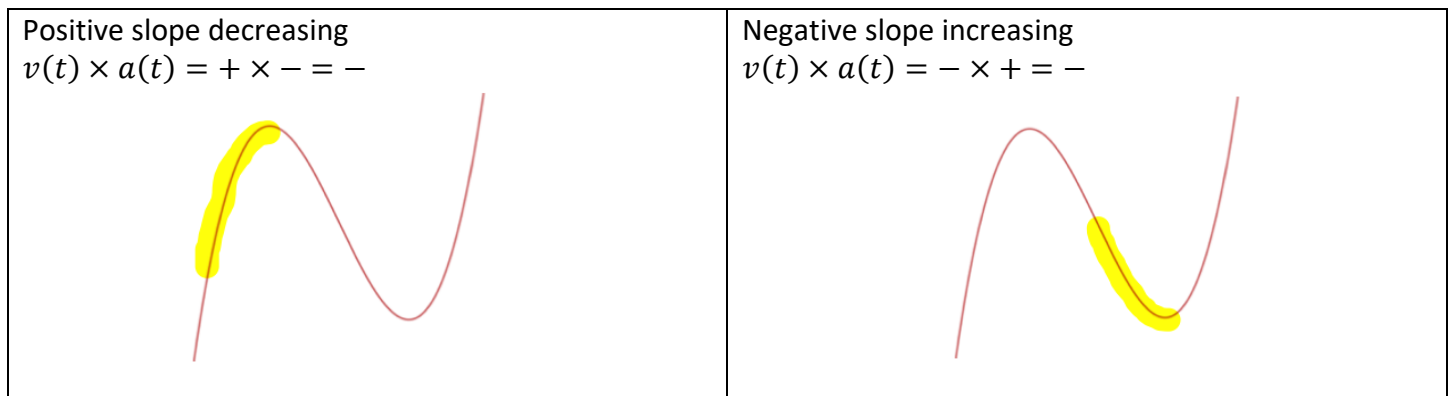 Positive slope decreasing
𝑣(𝑡) × 𝑎(𝑡) = + × − = −
Negative slope increasing
𝑣(𝑡) × 𝑎(𝑡) = − × + = −